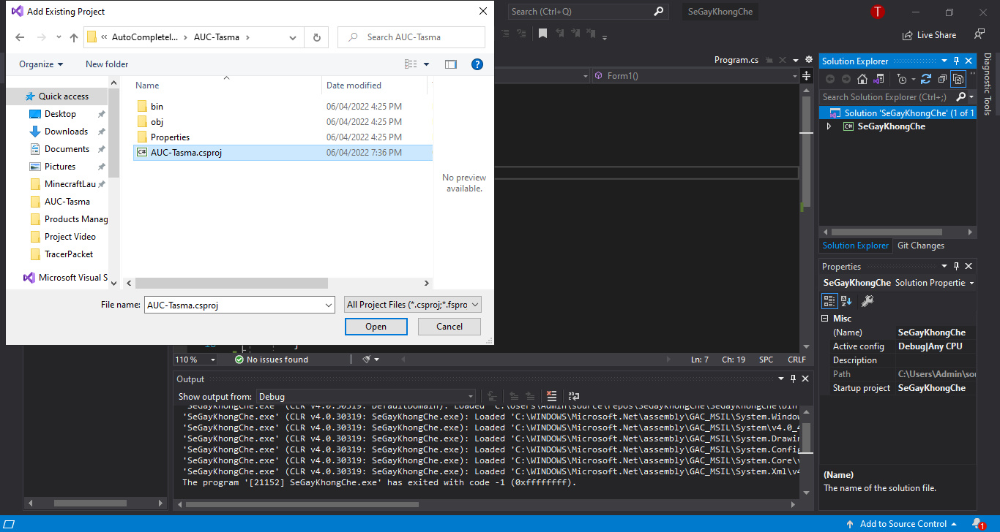 Add Existing Project
« AutoCompleteI... › AUC-Tasma ›
Search AUC-Tasma
Organize
New folder
Quick access
Desktop
Downloads
Documents
Pictures
MinecraftLau
AUC-Tasma
Products Manag
Project Video
TracerPacket
Microsoft Visual S
Name Date modified
bin 06/04/2022 4:25 PM
obj 06/04/2022 4:25 PM
Properties 06/04/2022 4:25 PM
C# AUC-Tasma.csproj 06/04/2022 7:36 PM
No preview
available.
File name: AUC-Tasma.csproj
All Project Files (*.csproj;*.fspro
Open
Cancel
Search (Ctrl+Q)
SeGayKhongChe
T
Live Share
Program.cs
Form1()
110 %
No issues found
Ln: 7 Ch: 19 SPC CRLF
Output
Show output from: Debug
'SeGayKhongChe.exe' (CLR v4.0.30319: DefaultDomain): Loaded 'C:\Users\Admin\source\repos\SeGayKhongChe\SeGayKhongChe\bin
'SeGayKhongChe.exe' (CLR v4.0.30319: SeGayKhongChe.exe): Loaded 'C:\WINDOWS\Microsoft.Net\assembly\GAC_MSIL\System.Window
'SeGayKhongChe.exe' (CLR v4.0.30319: SeGayKhongChe.exe): Loaded 'C:\WINDOWS\Microsoft.Net\assembly\GAC_MSIL\System\v4.0_4
'SeGayKhongChe.exe' (CLR v4.0.30319: SeGayKhongChe.exe): Loaded 'C:\WINDOWS\Microsoft.Net\assembly\GAC_MSIL\System.Drawin
'SeGayKhongChe.exe' (CLR v4.0.30319: SeGayKhongChe.exe): Loaded 'C:\WINDOWS\Microsoft.Net\assembly\GAC_MSIL\System.Config
'SeGayKhongChe.exe' (CLR v4.0.30319: SeGayKhongChe.exe): Loaded 'C:\WINDOWS\Microsoft.Net\assembly\GAC_MSIL\System.Core\v
'SeGayKhongChe.exe' (CLR v4.0.30319: SeGayKhongChe.exe): Loaded 'C:\WINDOWS\Microsoft.Net\assembly\GAC_MSIL\System.Xml\v4
The program '[21152] SeGayKhongChe.exe' has exited with code -1 (0xffffffff).
Solution Explorer
Search Solution Explorer (Ctrl+;)
Solution 'SeGayKhongChe' (1 of 1
C# SeGayKhongChe
Solution Explorer Git Changes
Diagnostic Tools
Properties
SeGayKhongChe Solution Propertie
Misc
(Name) SeGayKhongChe
Active config Debug|Any CPU
Description
Path C:\Users\Admin\sou
Startup project SeGayKhongChe
(Name)
The name of the solution file.
Add to Source Control
1